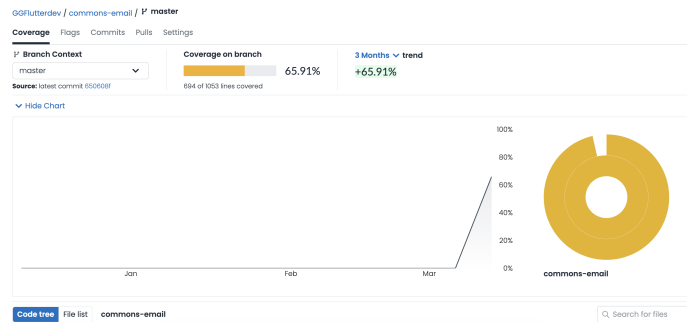 GGFlutterdev / commons-email / master
Coverage Flags Commits Pulls Settings
Branch Context
master
Source: latest commit 650608f
Coverage on branch
65.91%
694 of 1053 lines covered
3 Months trend
+65.91%
Hide Chart
100%
80%
60%
40%
20%
0%
Jan Feb Mar
commons-email
Code tree File list commons-email
Search for files